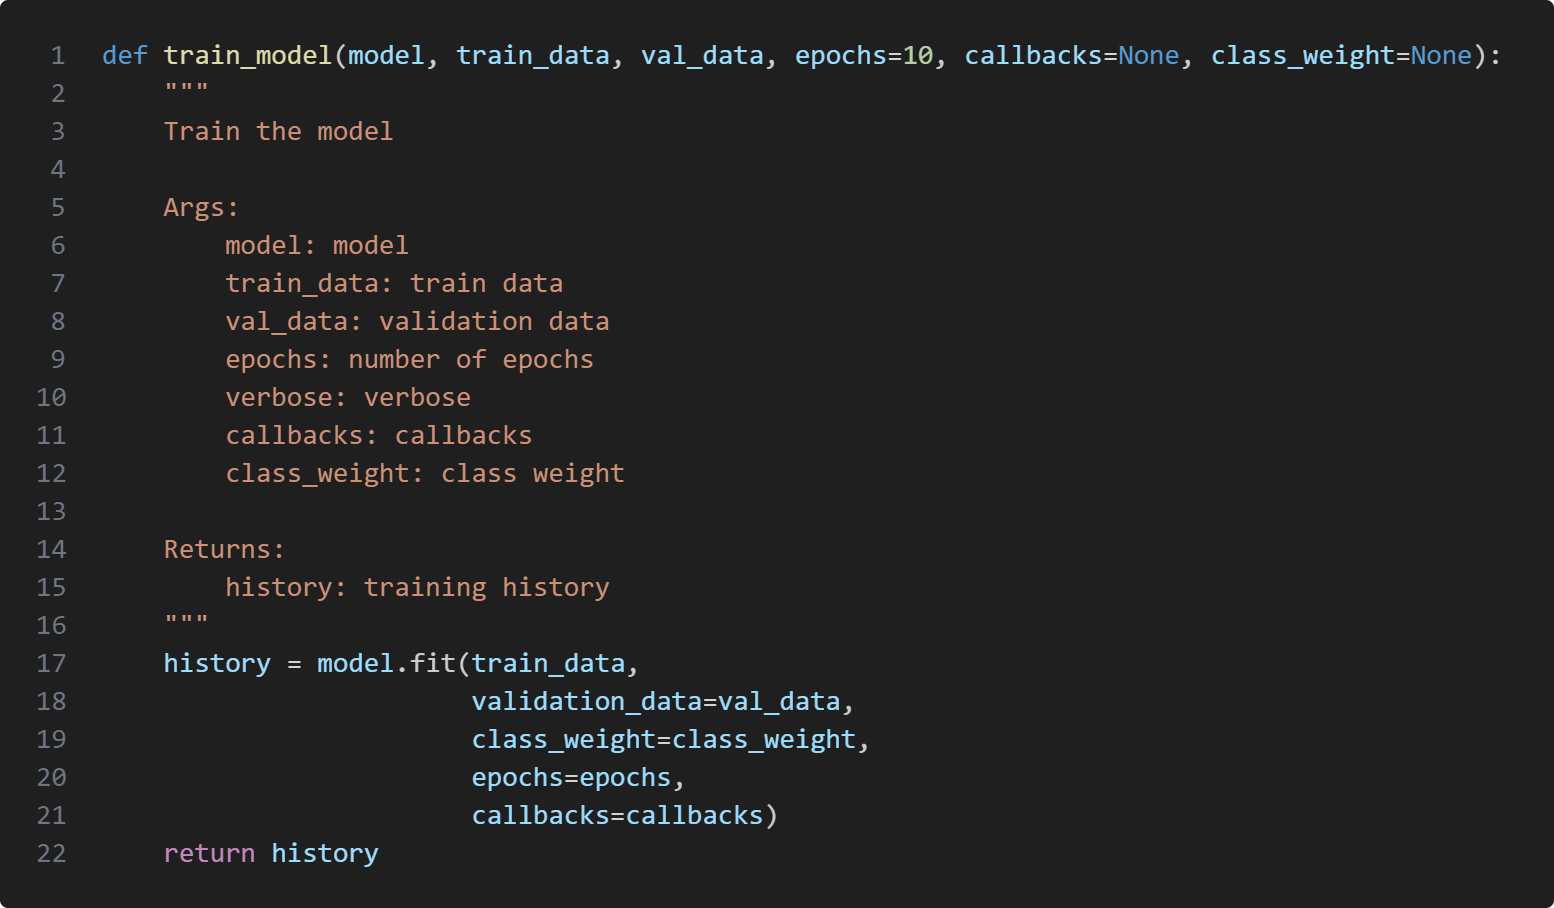 1 def train_model(model, train_data, val_data, epochs=10, callbacks=None, class_weight=None):
2     """
3     Train the model
4
5     Args:
6         model: model
7         train_data: train data
8         val_data: validation data
9         epochs: number of epochs
10         verbose: verbose
11         callbacks: callbacks
12         class_weight: class weight
13
14     Returns:
15         history: training history
16     """
17     history = model.fit(train_data,
18                         validation_data=val_data,
19                         class_weight=class_weight,
20                         epochs=epochs,
21                         callbacks=callbacks)
22     return history